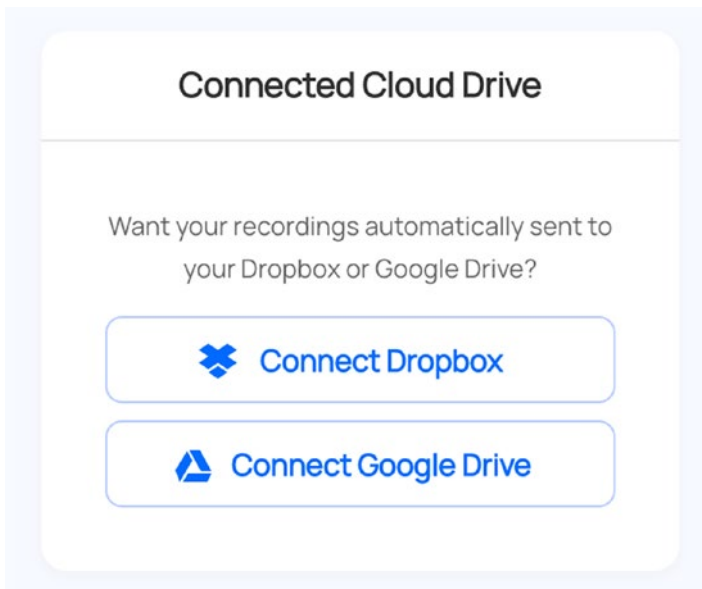 Connected Cloud Drive
Want your recordings automatically sent to
your Dropbox or Google Drive?
Connect Dropbox
Connect Google Drive